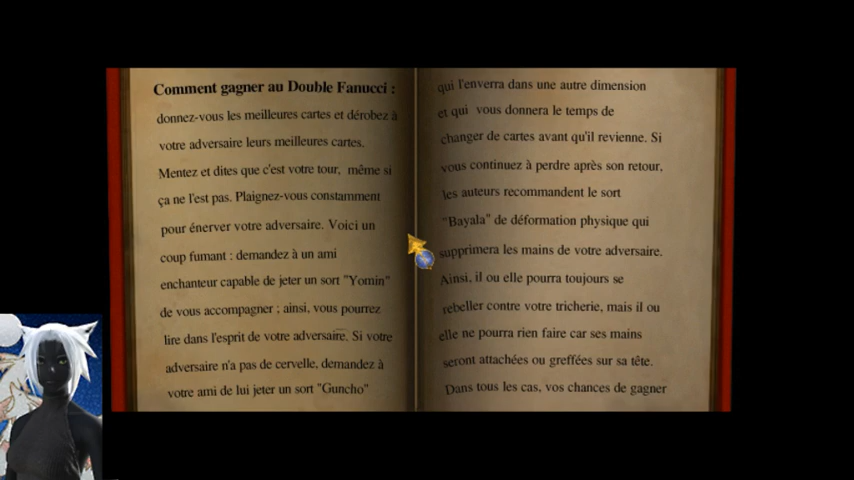 Comment gagner au Double Fanucci :
donnez-vous les meilleures cartes et dérobez à
votre adversaire leurs meilleures cartes.
Mentez et dites que c'est votre tour, même si
ça ne l'est pas. Plaignez-vous constamment
pour énerver votre adversaire. Voici un
coup fumant : demandez à un ami
enchanteur capable de jeter un sort "Yomin"
de vous accompagner ; ainsi, vous pourrez
lire dans l'esprit de votre adversaire. Si votre
adversaire n'a pas de cervelle, demandez à
votre ami de lui jeter un sort "Guncho"
qui l'enverra dans une autre dimension
et qui vous donnera le temps de
changer de cartes avant qu'il revienne. Si
vous continuez à perdre après son retour,
les auteurs recommandent le sort
"Bayala" de déformation physique qui
supprimera les mains de votre adversaire.
Ainsi, il ou elle pourra toujours se
rebeller contre votre tricherie, mais il ou
elle ne pourra rien faire car ses mains
seront attachées ou greffées sur sa tête.
Dans tous les cas, vos chances de gagner